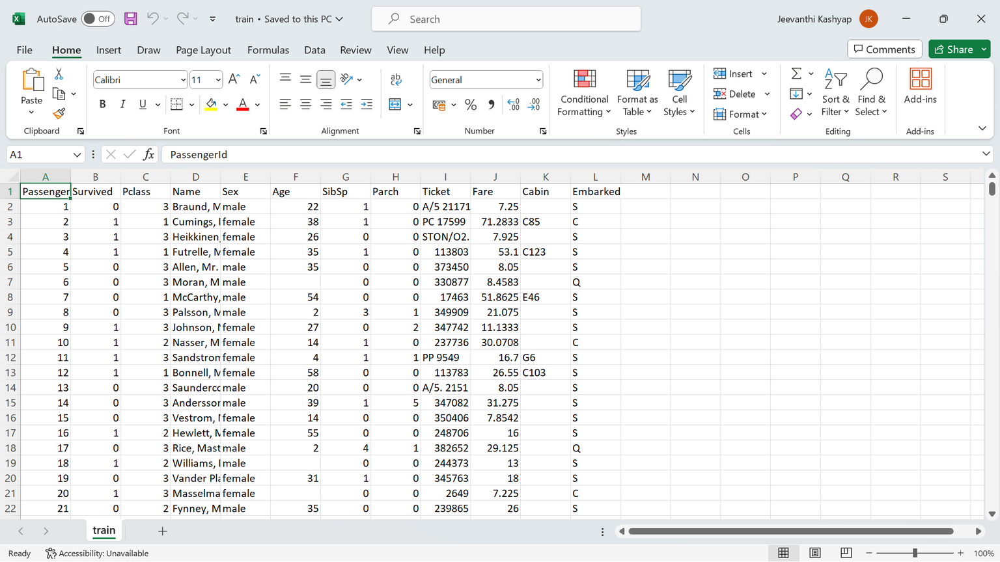 AutoSave Off train • Saved to this PC Search Jeevanthi Kashyap JK
File Home Insert Draw Page Layout Formulas Data Review View Help Comments Share
Paste Calibri 11 General Conditional Formatting Format as Table Cell Styles Insert Delete Format Sort & Filter Find & Select Add-ins
Clipboard Font Alignment Number Styles Cells Editing Add-ins
A1 fx PassengerId
A B C D E F G H I J K L M N O P Q R S
1 Passenger Survived Pclass Name Sex Age SibSp Parch Ticket Fare Cabin Embarked
2 1 0 3 Braund, M male 22 1 0 A/5 21171 7.25 S
3 2 1 1 Cumings, female 38 1 0 PC 17599 71.2833 C85 C
4 3 1 3 Heikkinen, female 26 0 0 STON/O2. 7.925 S
5 4 1 1 Futrelle, M female 35 1 0 113803 53.1 C123 S
6 5 0 3 Allen, Mr. male 35 0 0 373450 8.05 S
7 6 0 3 Moran, M male 0 0 330877 8.4583 Q
8 7 0 1 McCarthy, male 54 0 0 17463 51.8625 E46 S
9 8 0 3 Palsson, M male 2 3 1 349909 21.075 S
10 9 1 3 Johnson, female 27 0 2 347742 11.1333 S
11 10 1 2 Nasser, M female 14 1 0 237736 30.0708 C
12 11 1 3 Sandstrom female 4 1 1 PP 9549 16.7 G6 S
13 12 1 1 Bonnell, M female 58 0 0 113783 26.55 C103 S
14 13 0 3 Saunderco male 20 0 0 A/5. 2151 8.05 S
15 14 0 3 Andersson male 39 1 5 347082 31.275 S
16 15 0 3 Vestrom, female 14 0 0 350406 7.8542 S
17 16 1 2 Hewlett, M female 55 0 0 248706 16 S
18 17 0 3 Rice, Mast male 2 4 1 382652 29.125 Q
19 18 1 2 Williams, male 0 0 244373 13 S
20 19 0 3 Vander Pla female 31 1 0 345763 18 S
21 20 1 3 Masselma female 0 0 2649 7.225 C
22 21 0 2 Fynney, M male 35 0 0 239865 26 S
train
Ready Accessibility: Unavailable 100%